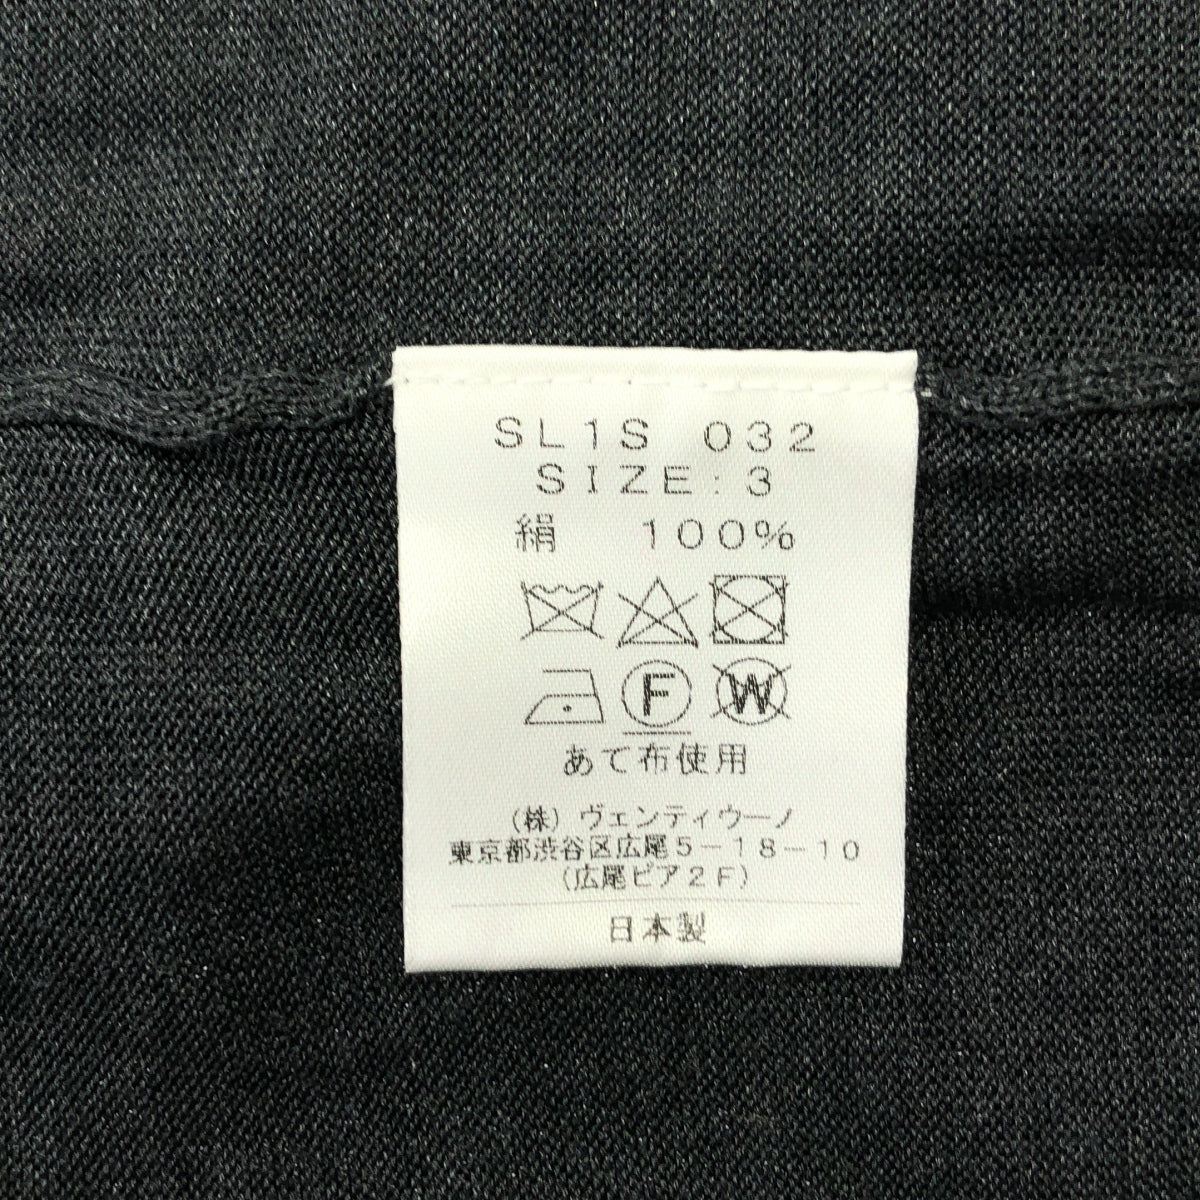 SL1S 032
SIZE:3
絹 100%
F W
あて布使用
(株)ヴェンティウーノ
東京都渋谷区広尾5-18-10
(広尾ピア2F)
日本製